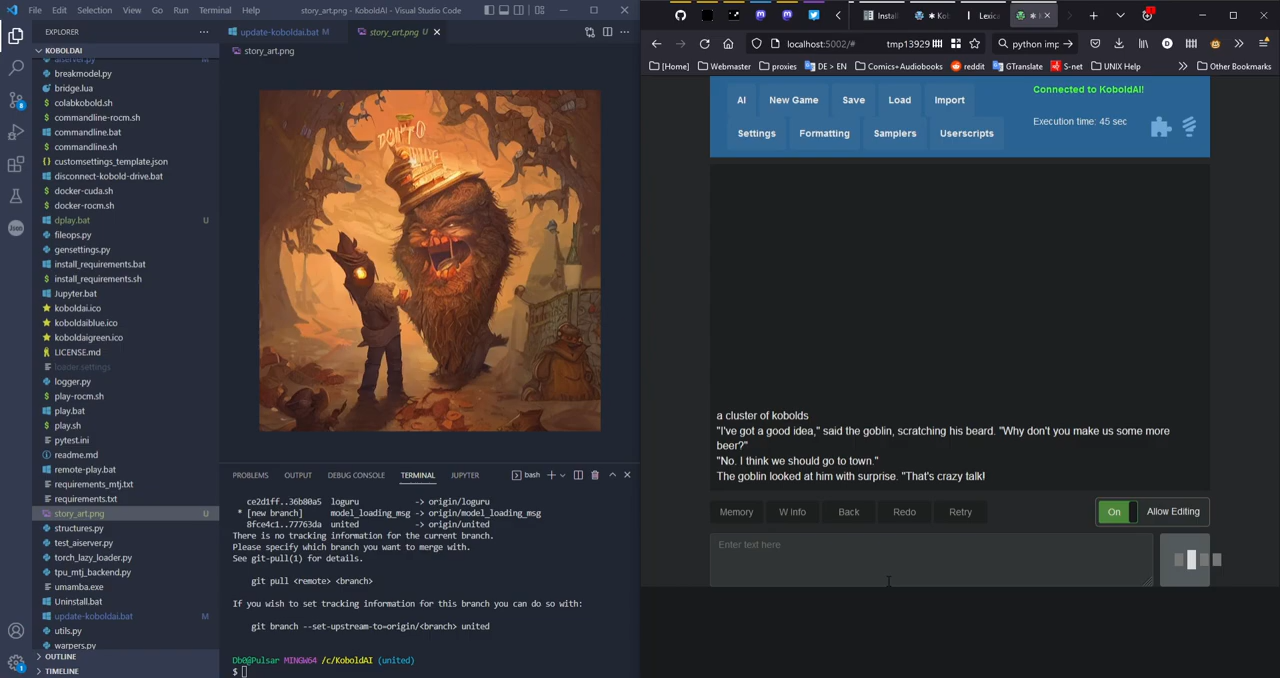 File Edit Selection View Go Run Terminal Help
story_art.png - KoboldAI - Visual Studio Code
EXPLORER
KOBOLDAI
aiserver.py
breakmodel.py
bridge.lua
colabkobold.sh
commandline-rocm.sh
commandline.bat
commandline.sh
customsettings_template.json
disconnect-kobold-drive.bat
docker-cuda.sh
docker-rocm.sh
dplay.bat U
fileops.py
gensettings.py
install_requirements.bat
install_requirements.sh
Jupyter.bat
koboldai.ico
koboldaiblue.ico
koboldaigreen.ico
LICENSE.md
loader.settings
logger.py
play-rocm.sh
play.bat
play.sh
pytest.ini
readme.md
remote-play.bat
requirements_mtj.txt
requirements.txt
story_art.png U
structures.py
test_aiserver.py
torch_lazy_loader.py
tpu_mtj_backend.py
umamba.exe
Uninstall.bat
update-koboldai.bat M
utils.py
warpers.py
OUTLINE
TIMELINE
update-koboldai.bat M
story_art.png U
story_art.png
DON'TO
PROBLEMS OUTPUT DEBUG CONSOLE TERMINAL JUPYTER
bash
ce2d1ff..36b80a5 loguru -> origin/loguru
* [new branch] model_loading_msg -> origin/model_loading_msg
8fce4c1..77763da united -> origin/united
There is no tracking information for the current branch.
Please specify which branch you want to merge with.
See git-pull(1) for details.
git pull <remote> <branch>
If you wish to set tracking information for this branch you can do so with:
git branch --set-upstream-to=origin/<branch> united
Db0@Pulsar MINGW64 /c/KoboldAI (united)
$
Install
Kob
Lexica
localhost:5002/#
tmp13929
python imp
[Home] Webmaster proxies DE > EN Comics+Audiobooks reddit GTranslate S-net UNIX Help
Other Bookmarks
AI New Game Save Load Import
Settings Formatting Samplers Userscripts
Connected to KoboldAI!
Execution time: 45 sec
a cluster of kobolds
"I've got a good idea," said the goblin, scratching his beard. "Why don't you make us some more
beer?"
"No. I think we should go to town."
The goblin looked at him with surprise. "That's crazy talk!
Memory W Info Back Redo Retry
On Allow Editing
Enter text here